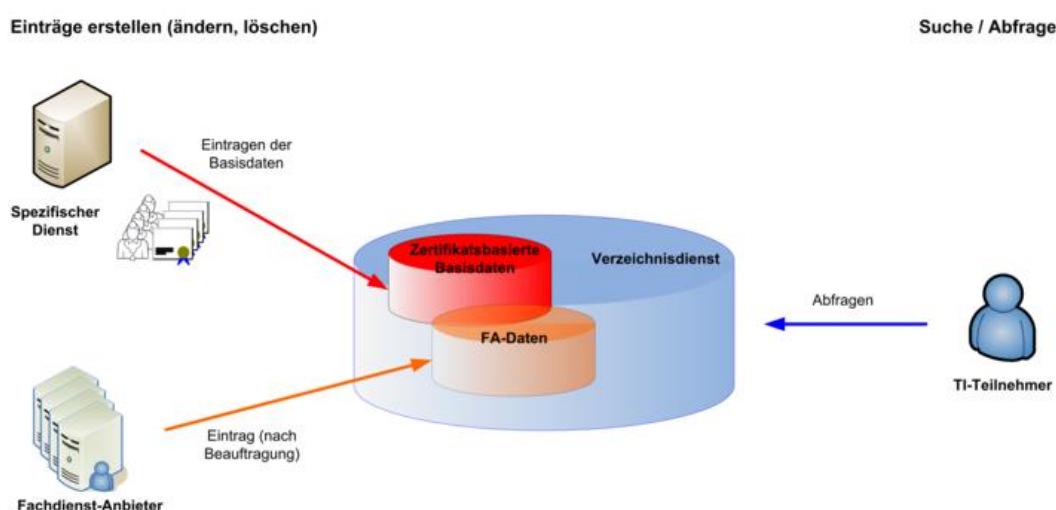 Einträge erstellen (ändern, löschen)
Suche / Abfrage
Eintragen der
Basisdaten
Spezifischer
Dienst
Zertifikatsbasierte
Basisdaten
Verzeichnisdienst
FA-Daten
Abfragen
TI-Teilnehmer
Eintrag (nach
Beauftragung)
Fachdienst-Anbieter